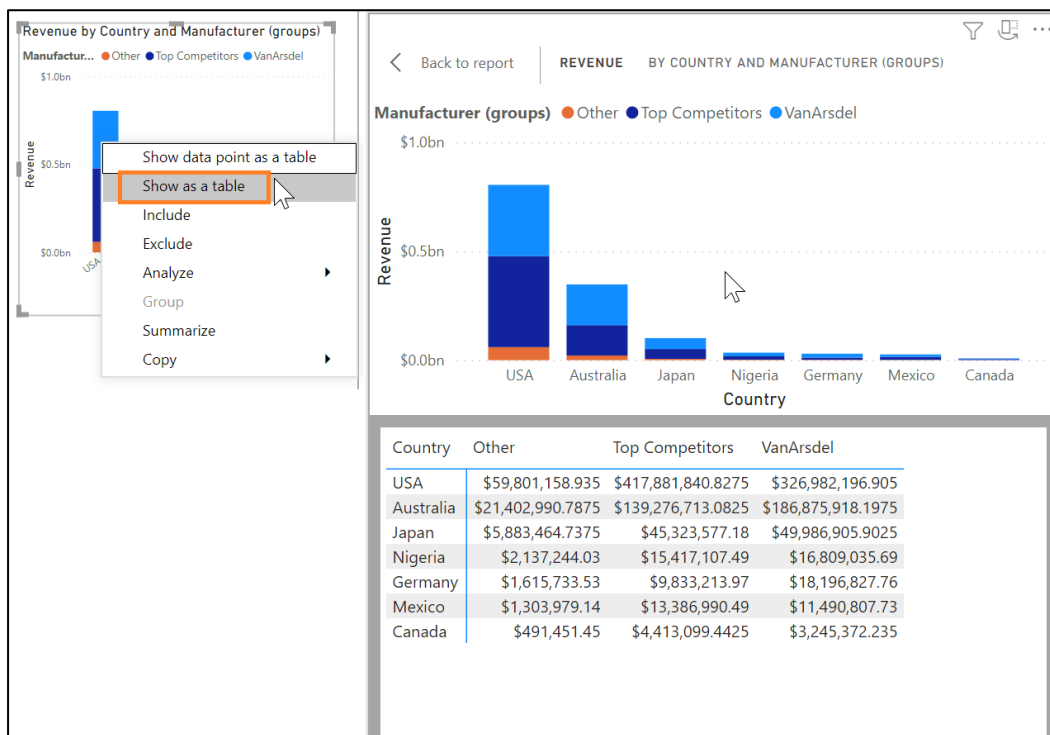 Revenue by Country and Manufacturer (groups)
Manufactur... Other Top Competitors VanArsdel
$1.0bn
$0.5bn
$0.0bn
Revenue
USA
Show data point as a table
Show as a table
Include
Exclude
Analyze
Group
Summarize
Copy
Back to report
REVENUE BY COUNTRY AND MANUFACTURER (GROUPS)
Manufacturer (groups) Other Top Competitors VanArsdel
$1.0bn
$0.5bn
$0.0bn
Revenue
USA Australia Japan Nigeria Germany Mexico Canada
Country
Country Other Top Competitors VanArsdel
USA $59,801,158.935 $417,881,840.8275 $326,982,196.905
Australia $21,402,990.7875 $139,276,713.0825 $186,875,918.1975
Japan $5,883,464.7375 $45,323,577.18 $49,986,905.9025
Nigeria $2,137,244.03 $15,417,107.49 $16,809,035.69
Germany $1,615,733.53 $9,833,213.97 $18,196,827.76
Mexico $1,303,979.14 $13,386,990.49 $11,490,807.73
Canada $491,451.45 $4,413,099.4425 $3,245,372.235